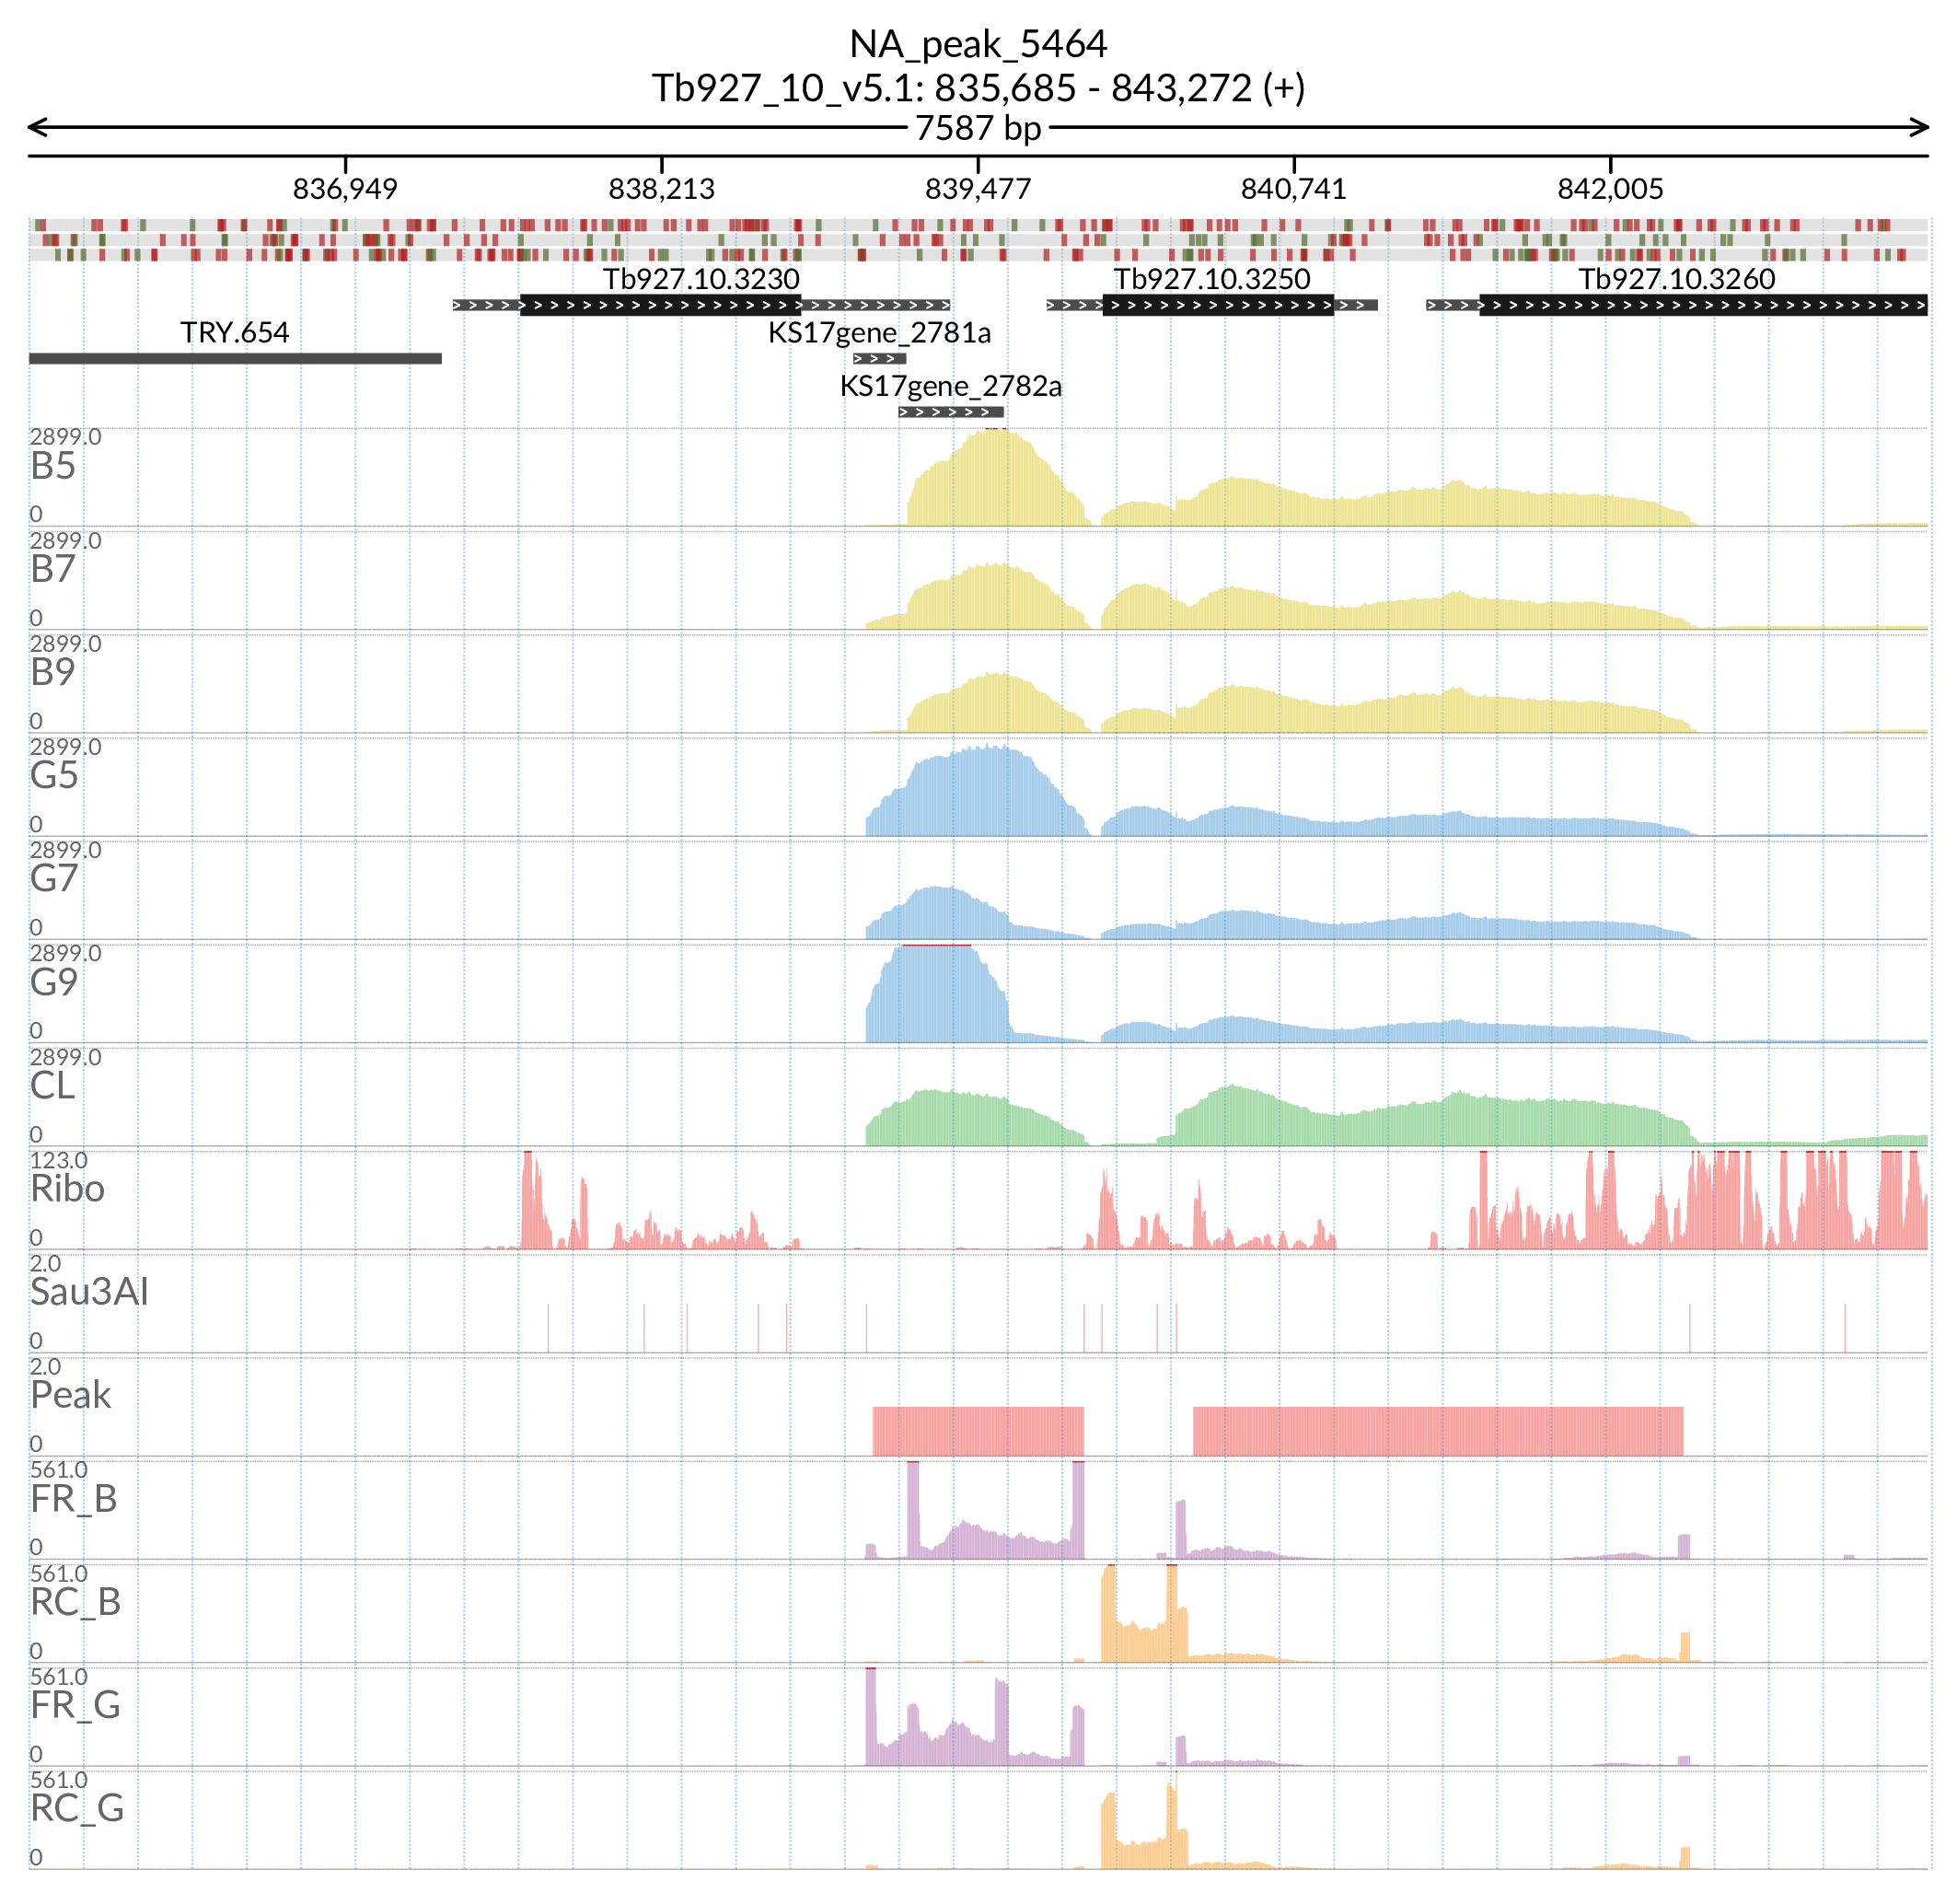 NA_peak_5464
Tb927_10_v5.1: 835,685 - 843,272 (+)
7587 bp
836,949 838,213 839,477 840,741 842,005
Tb927.10.3230 Tb927.10.3250 Tb927.10.3260
TRY.654 KS17gene_2781a
KS17gene_2782a
2899.0
B5
0
2899.0
B7
0
2899.0
B9
0
2899.0
G5
0
2899.0
G7
0
2899.0
G9
0
2899.0
CL
0
123.0
Ribo
0
2.0
Sau3AI
0
2.0
Peak
0
561.0
FR_B
0
561.0
RC_B
0
561.0
FR_G
0
561.0
RC_G
0